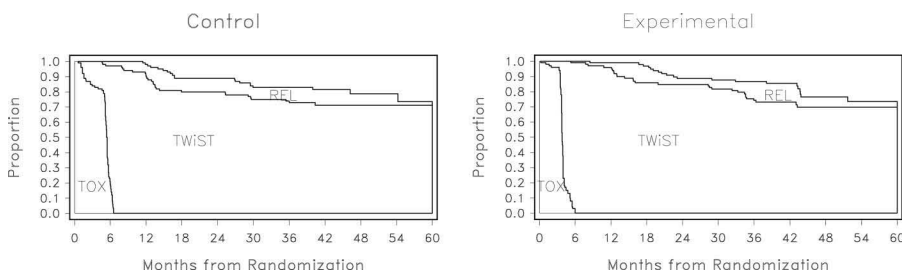 Control
Proportion
1.0
0.9
0.8
0.7
0.6
0.5
0.4
0.3
0.2
0.1
0.0
REL
TWiST
TOX
0 6 12 18 24 30 36 42 48 54 60
Months from Randomization
Experimental
Proportion
1.0
0.9
0.8
0.7
0.6
0.5
0.4
0.3
0.2
0.1
0.0
REL
TWiST
TOX
0 6 12 18 24 30 36 42 48 54 60
Months from Randomization